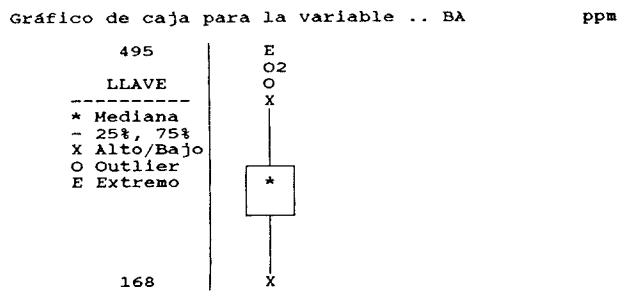 Gráfico de caja para la variable .. BA ppm
495 E
O2
LLAVE O
---------- X
* Mediana
- 25%, 75%
X Alto/Bajo
O Outlier
E Extremo *
168 X